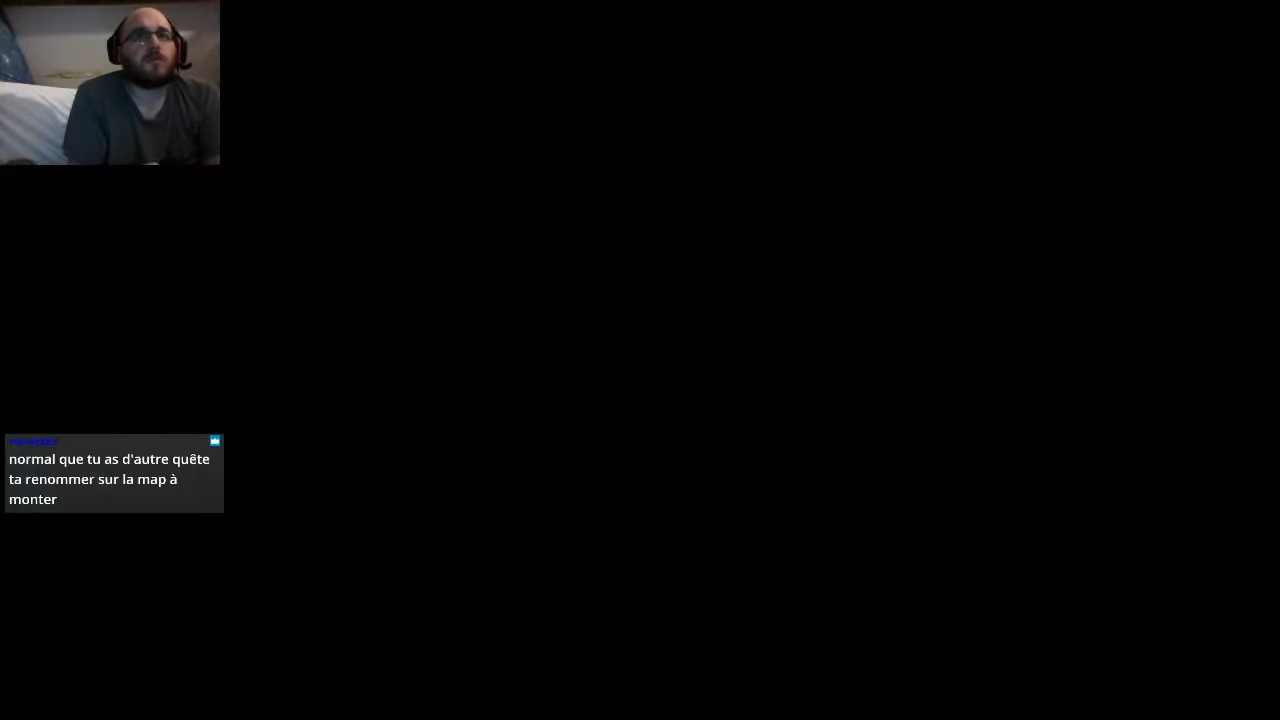 normal que tu as d'autre quête
ta renommer sur la map à
monter